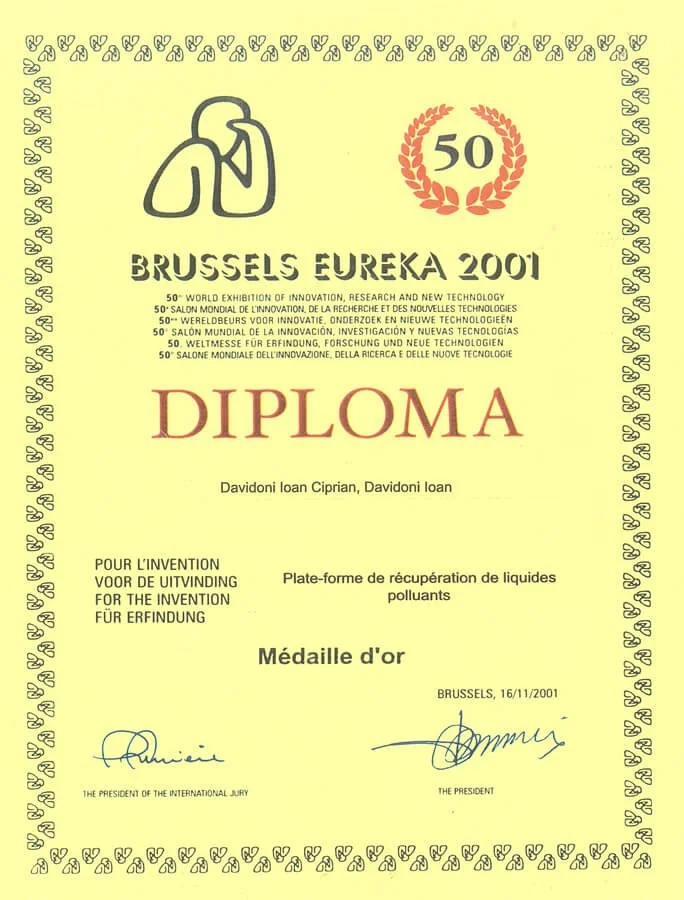 50
BRUSSELS EUREKA 2001
50th WORLD EXHIBITION OF INNOVATION, RESEARCH AND NEW TECHNOLOGY
50e SALON MONDIAL DE L'INNOVATION, DE LA RECHERCHE ET DES NOUVELLES TECHNOLOGIES
50ste WERELDBEURS VOOR INNOVATIE, ONDERZOEK EN NIEUWE TECHNOLOGIEËN
50° SALÓN MUNDIAL DE LA INNOVACIÓN, INVESTIGACIÓN Y NUEVAS TECNOLOGÍAS
50. WELTMESSE FÜR ERFINDUNG, FORSCHUNG UND NEUE TECHNOLOGIEN
50° SALONE MONDIALE DELL'INNOVAZIONE, DELLA RICERCA E DELLE NUOVE TECNOLOGIE
DIPLOMA
Davidoni Ioan Ciprian, Davidoni Ioan
POUR L'INVENTION
VOOR DE UITVINDING
FOR THE INVENTION
FÜR ERFINDUNG
Plate-forme de récupération de liquides
polluants
Médaille d'or
BRUSSELS, 16/11/2001
THE PRESIDENT OF THE INTERNATIONAL JURY
THE PRESIDENT